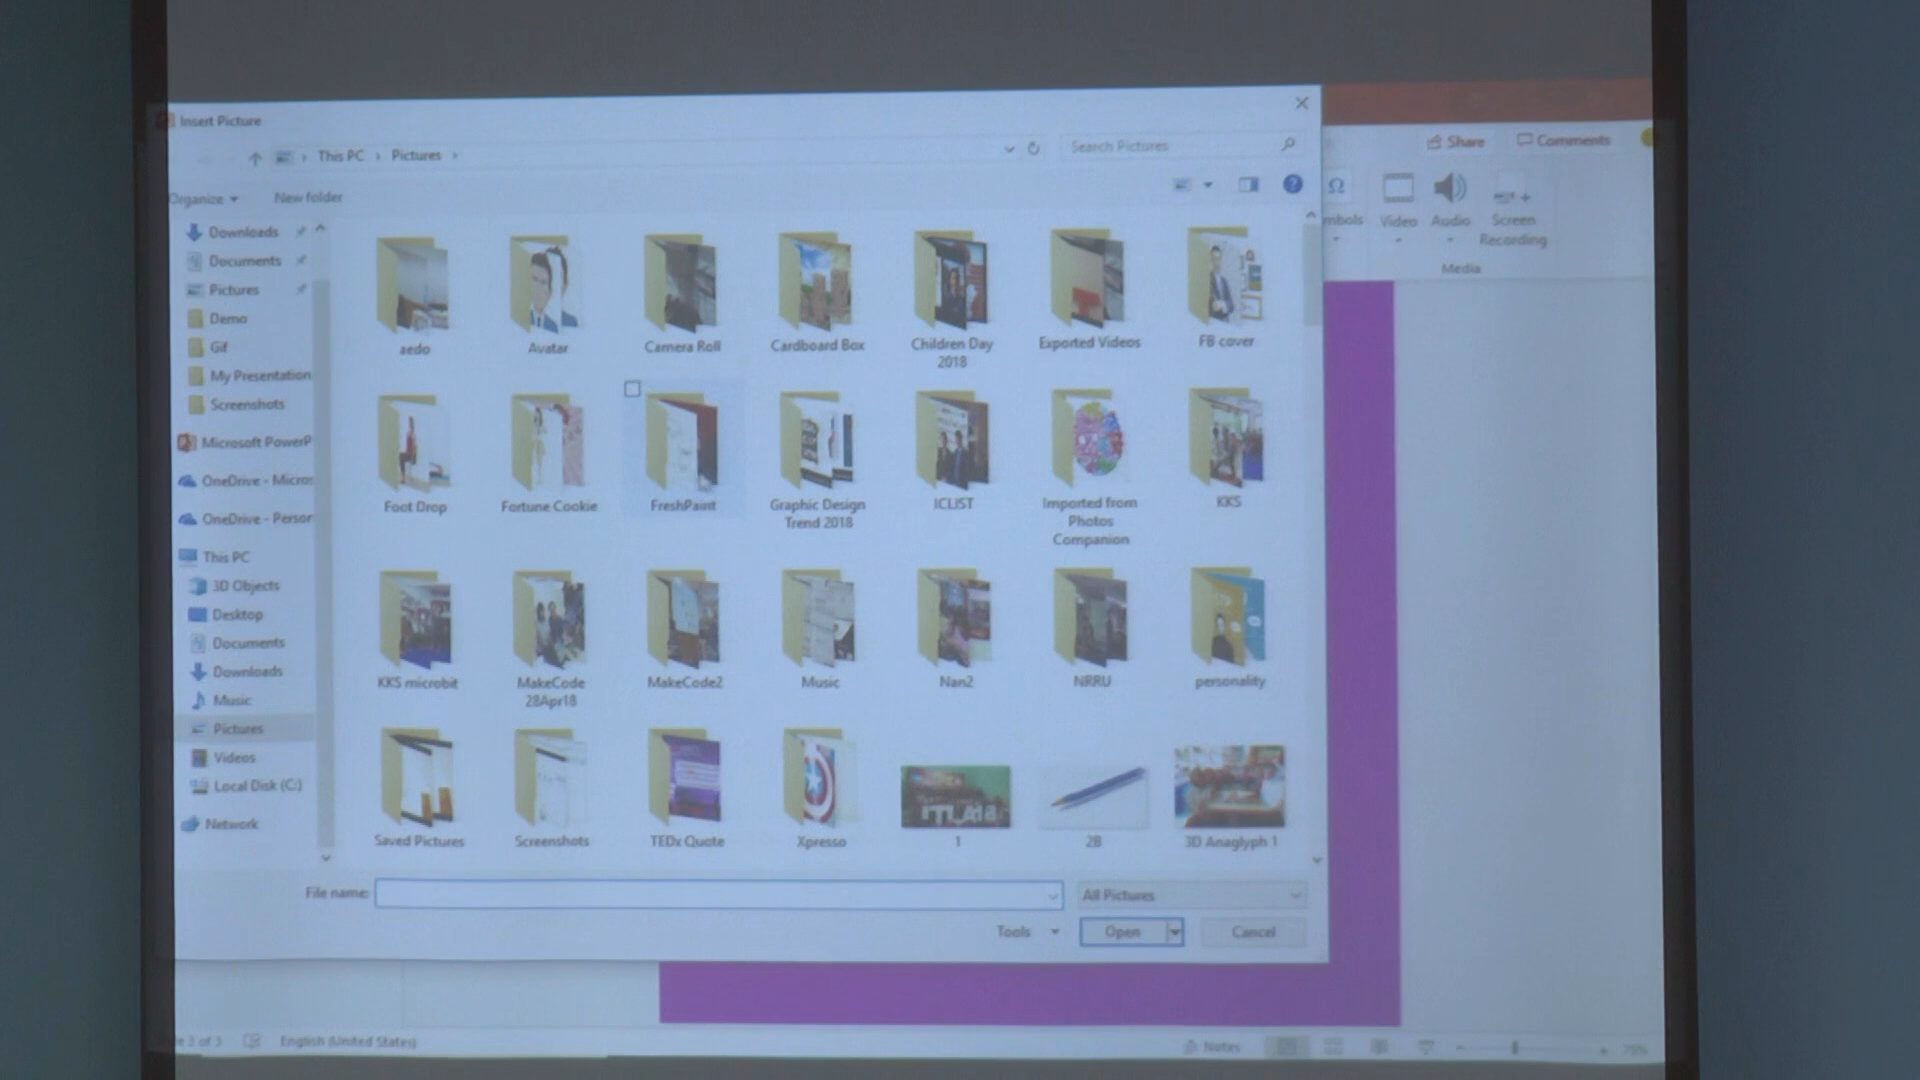 Insert Picture
This PC > Pictures >
Search Pictures
Share
Comments
Organize
New folder
Video
Audio
Screen
Recording
Media
Downloads
Documents
Pictures
Demo
Gif
My Presentation
Screenshots
Microsoft PowerP
OneDrive - Micros
OneDrive - Person
This PC
3D Objects
Desktop
Documents
Downloads
Music
Pictures
Videos
Local Disk (C:)
Network
aedo
Avatar
Camera Roll
Cardboard Box
Children Day
2018
Exported Videos
FB cover
Foot Drop
Fortune Cookie
FreshPaint
Graphic Design
Trend 2018
ICLIST
Imported from
Photos
Companion
KKS
KKS microbit
MakeCode
28Apr18
MakeCode2
Music
Nan2
NRRU
personality
Saved Pictures
Screenshots
TEDx Quote
Xpresso
1
2B
3D Anaglyph 1
File name:
All Pictures
Tools
Open
Cancel
3 of 3
English (United States)
Notes
75%